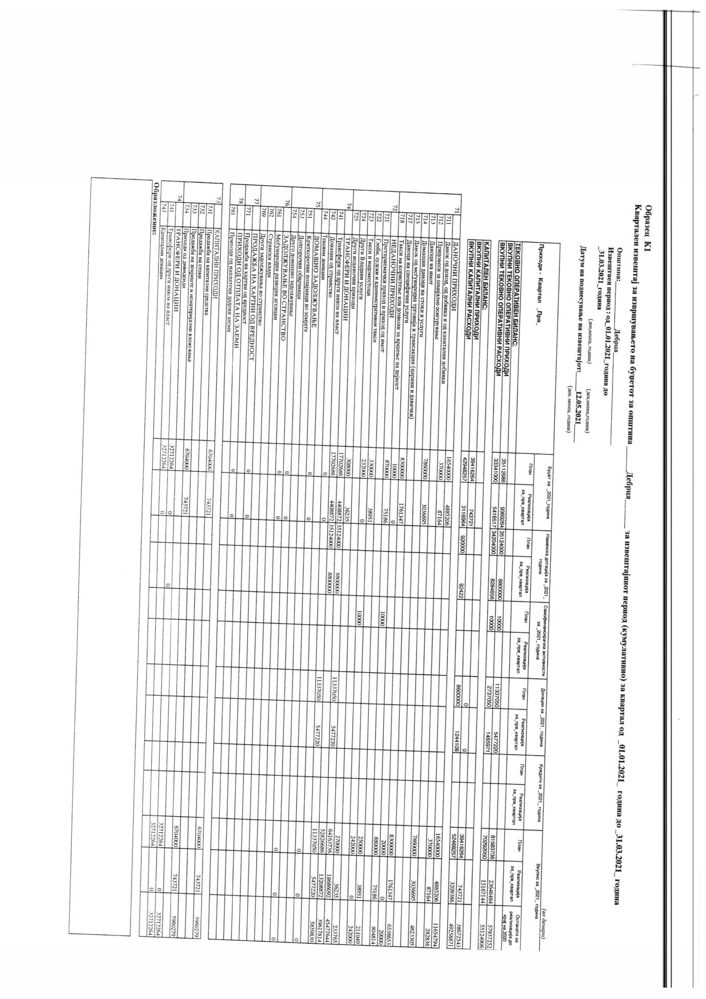 Образец К1
Квартален извештај за извршувањето на буџетот за општина ______Дебрца______ за извештајниот период (кумулативно) за квартал од _01.01.2021_ година до _31.03.2021_ година
Општина:________Дебрца________
Извештаен период : од_01.01.2021_година до
_31.03.2021_година
(ден,месец, година) (ден,месец,година)
Датум на поднесување на извештајот:_____12.05.2021_____
(ден, месец, година)
(во денари)
Приходи - Квартал _Прв_ | Буџет за _2021_година | Наменска дотација за _2021_ година | Самофинансирачки активности за _2021_ година | Донации за _2021_ година | Кредити за _2021_ година | Вкупно за _2021_ година
План | Реализација за_прв_квартал | План | Реализација за_прв_квартал | План | Реализација за_прв_квартал | План | Реализација за_прв_квартал | План | Реализација за_прв_квартал | План | Реализација за_прв_квартал | Останато за реализација до крај на 2020
ТЕКОВНО ОПЕРАТИВЕН БИЛАНС:
ВКУПНИ ТЕКОВНО ОПЕРАТИВНИ ПРИХОДИ 35112686 9369264 35124000 8800000 10000 11337050 5477220 81583736 23646484 57937252
ВКУПНИ ТЕКОВНО ОПЕРАТИВНИ РАСХОДИ 33341000 5416517 34204000 8284656 10000 2737050 1465971 70292050 15167144 55124906
КАПИТАЛЕН БИЛАНС:
ВКУПНИ КАПИТАЛНИ ПРИХОДИ 39416264 743721 0 0 39416264 743721 38672543
ВКУПНИ КАПИТАЛНИ РАСХОДИ 42948257 3116964 920000 92422 8600000 1244108 52468257 3209386 49258871
71 ДАНОЧНИ ПРИХОДИ 16540000 4885206 16540000 4885206 11654794
711 Данок од доход, од добивка и од капитални добивки 370000 87164 370000 87164 282836
712 Придонеси за социјално осигурување
713 Даноци на имот 7860000 3036695 7860000 3036695 4823305
714 Домашни даноци на стоки и услуги
715 Данок од меѓународна трговија и трансакции (царини и давачки)
717 Даноци на специфични услуги 8300000 1761347 8300000 1761347 6538653
718 Такси на користење или дозволи за вршење на дејност 10000 0 20000 0 20000
72 НЕДАНОЧНИ ПРИХОДИ 870000 75186 10000 880000 75186 804814
721 Претприемачки приход и приход од имот
722 Глоби, судски и административни такси 330000 38951 250000 38951 211049
723 Такси и надоместоци 232000 0 10000 242000 0 242000
724 Други Владини услуги
725 Други неданочни приходи 308000 36235 270000 36235 233765
74 ТРАНСФЕРИ И ДОНАЦИИ 17702686 4408872 35124000 8800000 11337050 5477220 64163736 18686092 45477644
741 Трансфери од други нивоа на власт 17702686 4408872 35124000 8800000 52826686 13208872 39617814
742 Донации од странство 11337050 5477220 11337050 5477220 5859830
744 Тековни донации 0 0
75 ДОМАШНО ЗАДОЛЖУВАЊЕ 0 0 0 0 0
751 Краткорочни позајмици во земјата
753 Долгорочни обврзници
754 Друго домашно задолжување 0 0
76 ЗАДОЛЖУВАЊЕ ВО СТРАНСТВО 0 0 0 0 0
761 Меѓународни развојни агенции
762 Странски влади
769 Други задолжувања во странство
77 ПРОДАЖБА НА ХАРТИИ ОД ВРЕДНОСТ 0 0
771 Продажба на хартии од вредност
78 ПРИХОДИ ОД ОТПЛАТА НА ЗАЕМИ 0 0
781 Приходи од наплатени дадени заеми
73 КАПИТАЛНИ ПРИХОДИ 6704000 743721 6704000 743721 5960279
731 Продажба на капитални средства
732 Продажба на стоки
733 Продажба на земјиште и нематеријални вложувања 6704000 743721 6704000 743721 5960279
734 Приходи од дивиденди
74 ТРАНСФЕРИ И ДОНАЦИИ 32712264 0 0 32712264 0 32712264
741 Трансфери од други нивоа на власт 32712264 0 32712264 0 32712264
743 Капитални донации
Образложение: